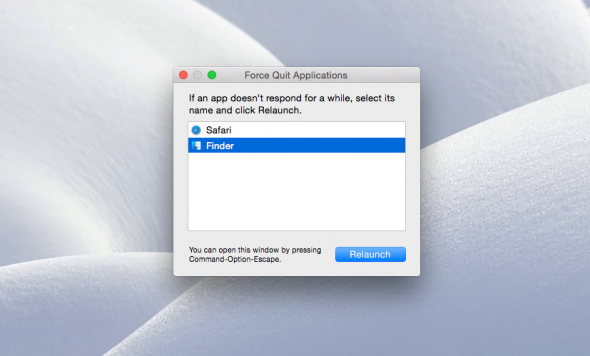 Force Quit Applications
If an app doesn't respond for a while, select its
name and click Relaunch.
Safari
Finder
You can open this window by pressing
Command-Option-Escape.
Relaunch